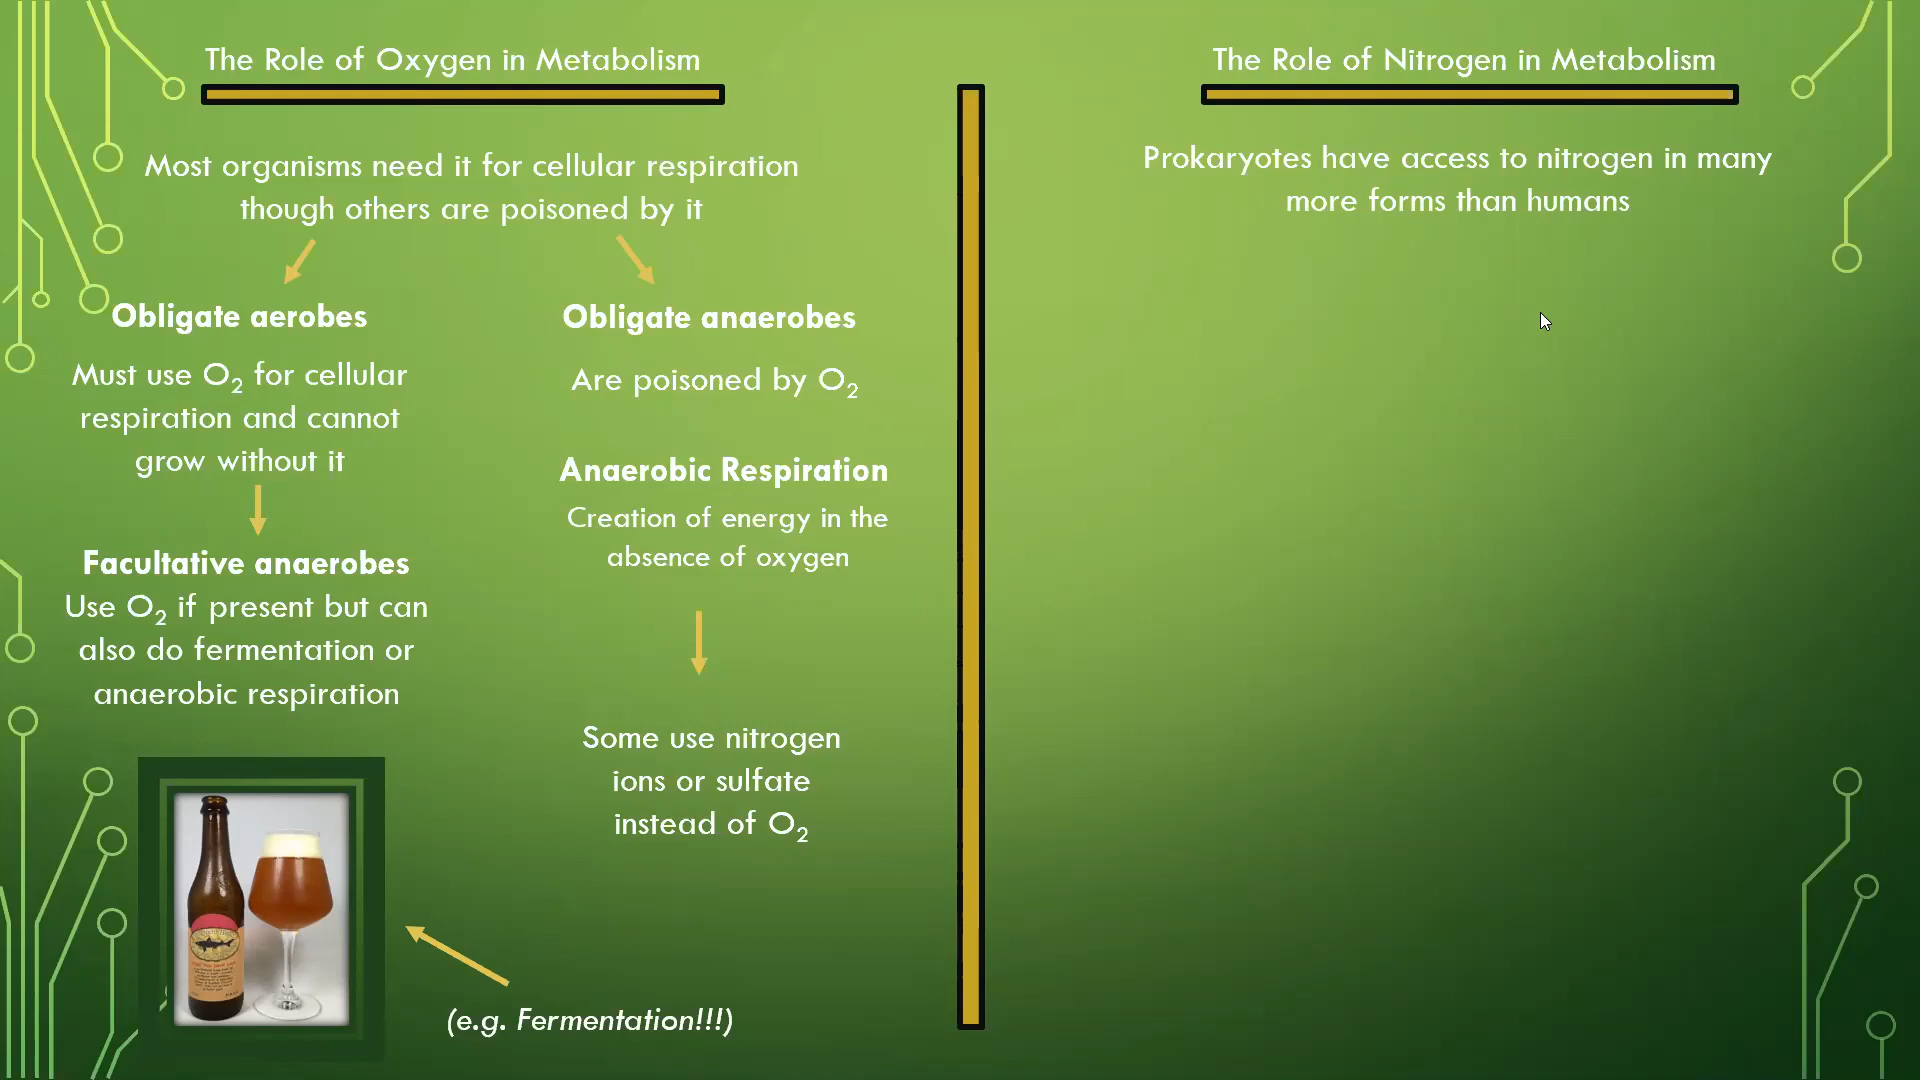 The Role of Oxygen in Metabolism
Most organisms need it for cellular respiration
though others are poisoned by it
Obligate aerobes
Must use O₂ for cellular
respiration and cannot
grow without it
Facultative anaerobes
Use O₂ if present but can
also do fermentation or
anaerobic respiration
(e.g. Fermentation!!!)
Obligate anaerobes
Are poisoned by O₂
Anaerobic Respiration
Creation of energy in the
absence of oxygen
Some use nitrogen
ions or sulfate
instead of O₂
The Role of Nitrogen in Metabolism
Prokaryotes have access to nitrogen in many
more forms than humans